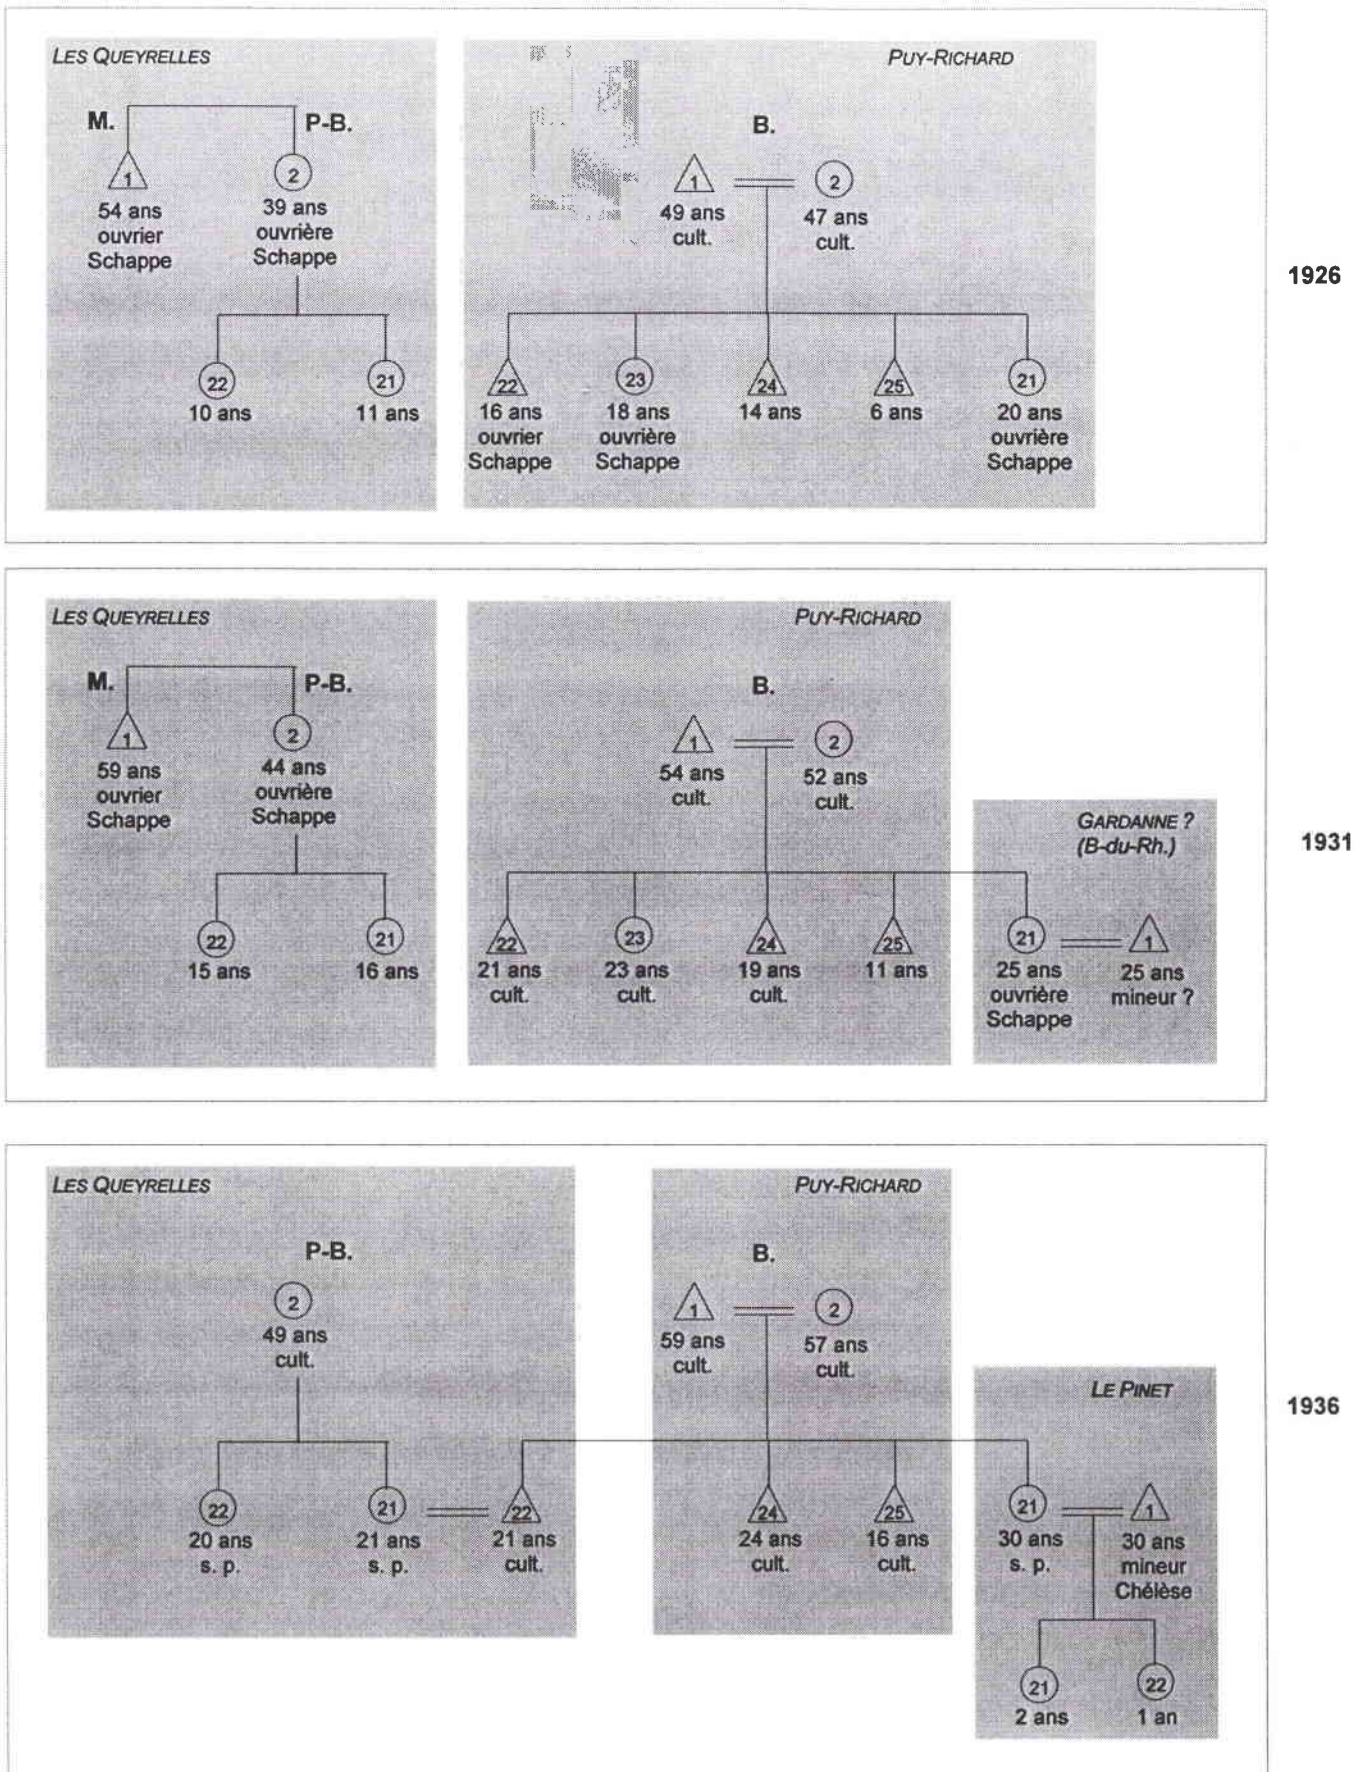 LES QUEYRELLES
M.
P-B.
1
54 ans
ouvrier
Schappe
2
39 ans
ouvrière
Schappe
22
10 ans
21
11 ans
PUY-RICHARD
B.
1
49 ans
cult.
2
47 ans
cult.
22
16 ans
ouvrier
Schappe
23
18 ans
ouvrière
Schappe
24
14 ans
25
6 ans
21
20 ans
ouvrière
Schappe
1926
LES QUEYRELLES
M.
P-B.
1
59 ans
ouvrier
Schappe
2
44 ans
ouvrière
Schappe
22
15 ans
21
16 ans
PUY-RICHARD
B.
1
54 ans
cult.
2
52 ans
cult.
22
21 ans
cult.
23
23 ans
cult.
24
19 ans
cult.
25
11 ans
GARDANNE ?
(B-du-Rh.)
21
25 ans
ouvrière
Schappe
1
25 ans
mineur ?
1931
LES QUEYRELLES
P-B.
2
49 ans
cult.
22
20 ans
s. p.
21
21 ans
s. p.
22
21 ans
cult.
PUY-RICHARD
B.
1
59 ans
cult.
2
57 ans
cult.
24
24 ans
cult.
25
16 ans
cult.
LE PINET
21
30 ans
s. p.
1
30 ans
mineur
Chélèse
21
2 ans
22
1 an
1936